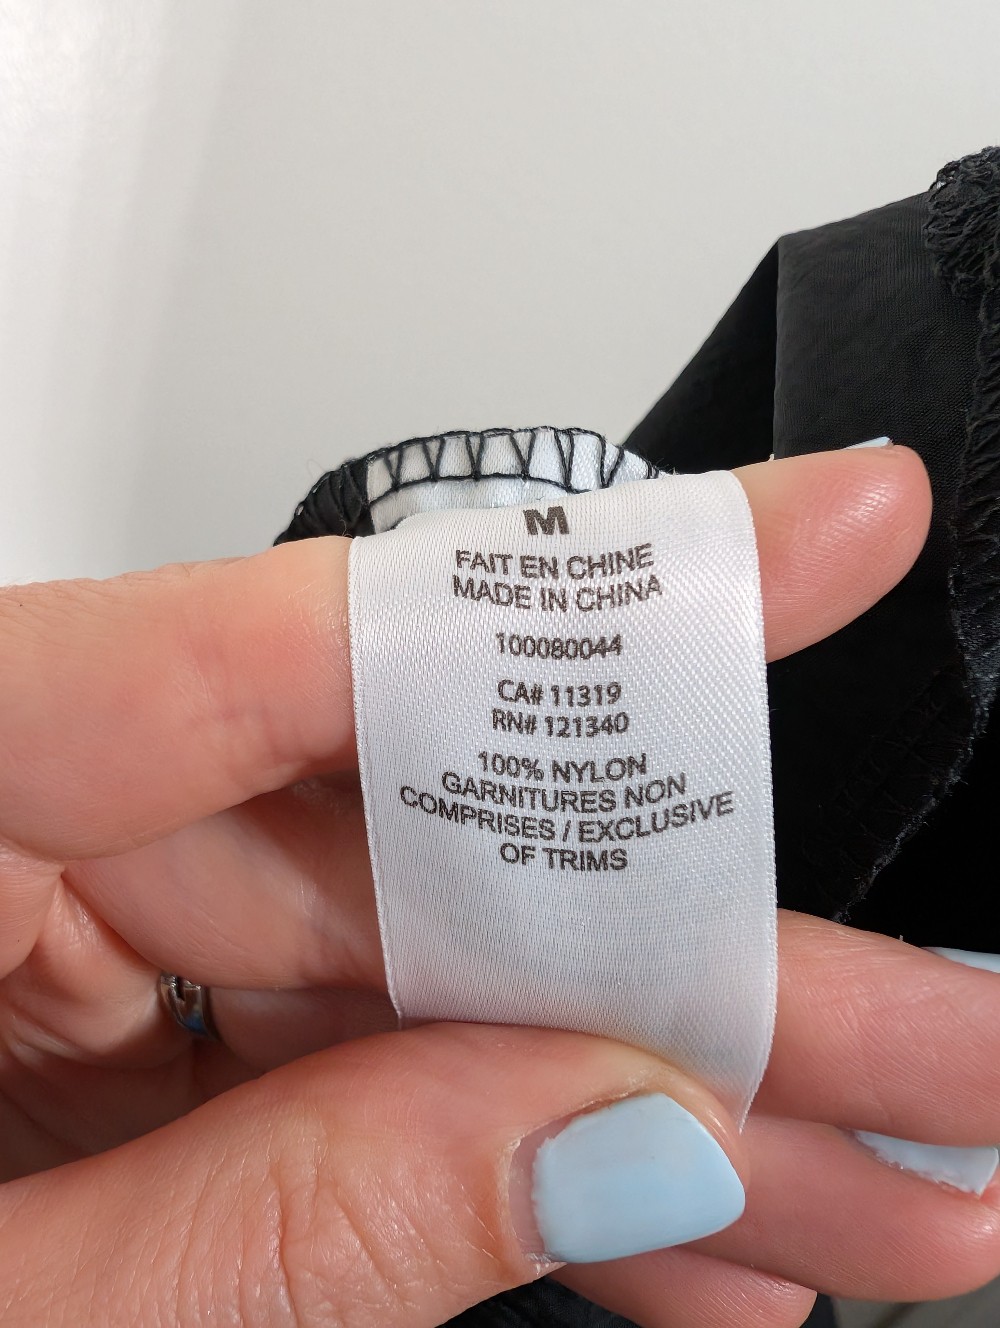 M
FAIT EN CHINE
MADE IN CHINA
100080044
CA# 11319
RN# 121340
100% NYLON
GARNITURES NON
COMPRISES / EXCLUSIVE
OF TRIMS